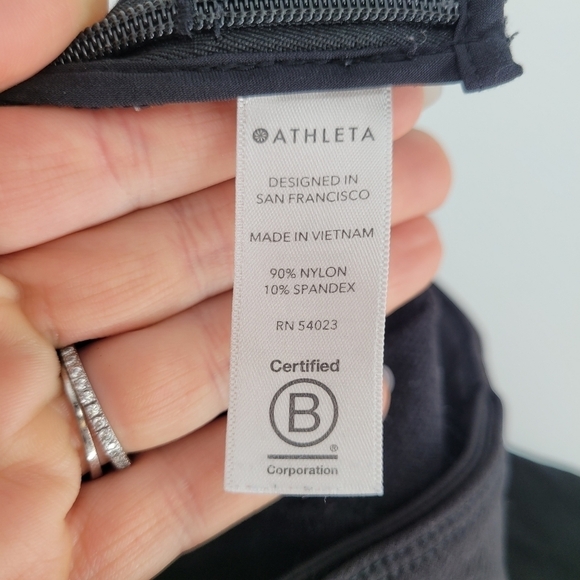 ATHLETA
DESIGNED IN
SAN FRANCISCO
MADE IN VIETNAM
90% NYLON
10% SPANDEX
RN 54023
Certified
B
®
Corporation